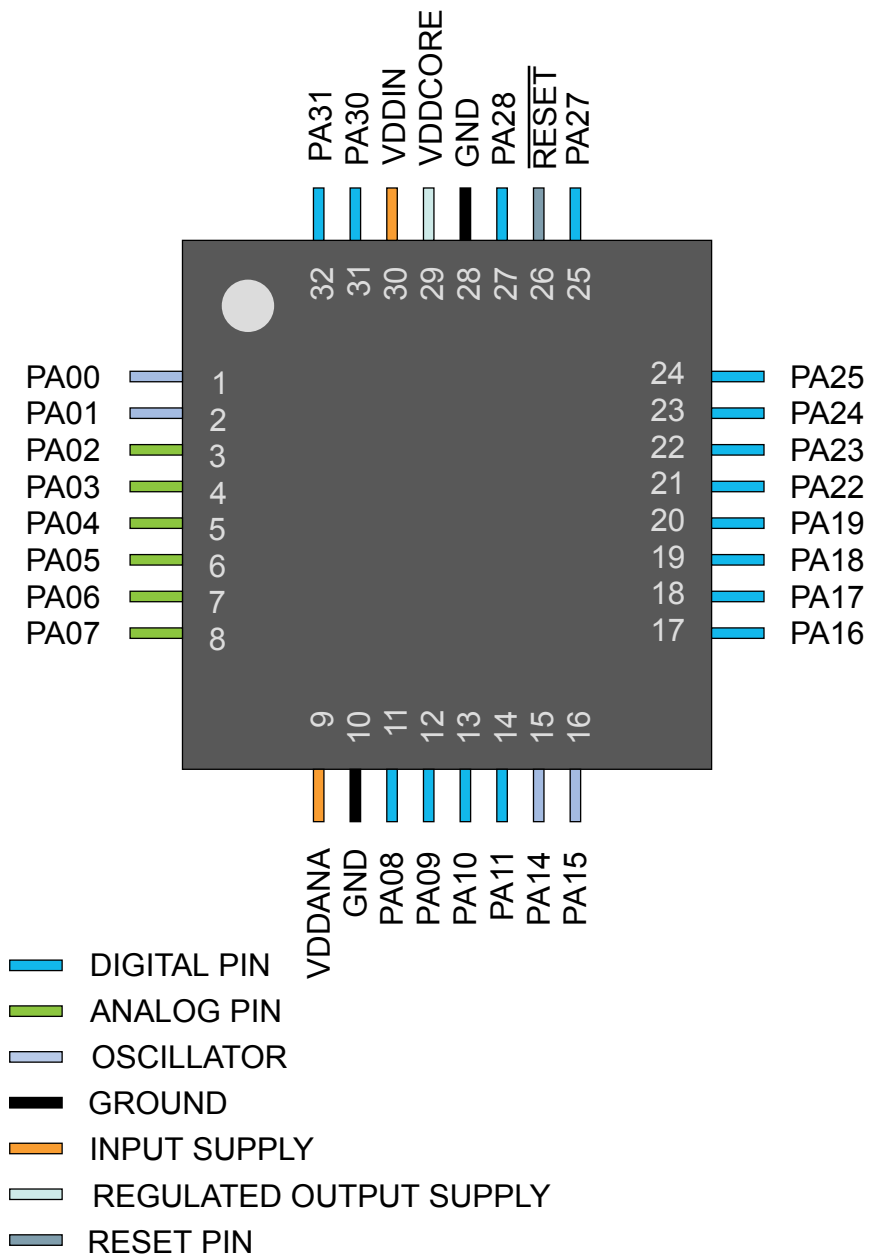 PA31
PA30
VDDIN
VDDCORE
GND
PA28
RESET
PA27
32
31
30
29
28
27
26
25
PA00
1
PA01
2
PA02
3
PA03
4
PA04
5
PA05
6
PA06
7
PA07
8
24
PA25
23
PA24
22
PA23
21
PA22
20
PA19
19
PA18
18
PA17
17
PA16
9
10
11
12
13
14
15
16
VDDANA
GND
PA08
PA09
PA10
PA11
PA14
PA15
DIGITAL PIN
ANALOG PIN
OSCILLATOR
GROUND
INPUT SUPPLY
REGULATED OUTPUT SUPPLY
RESET PIN